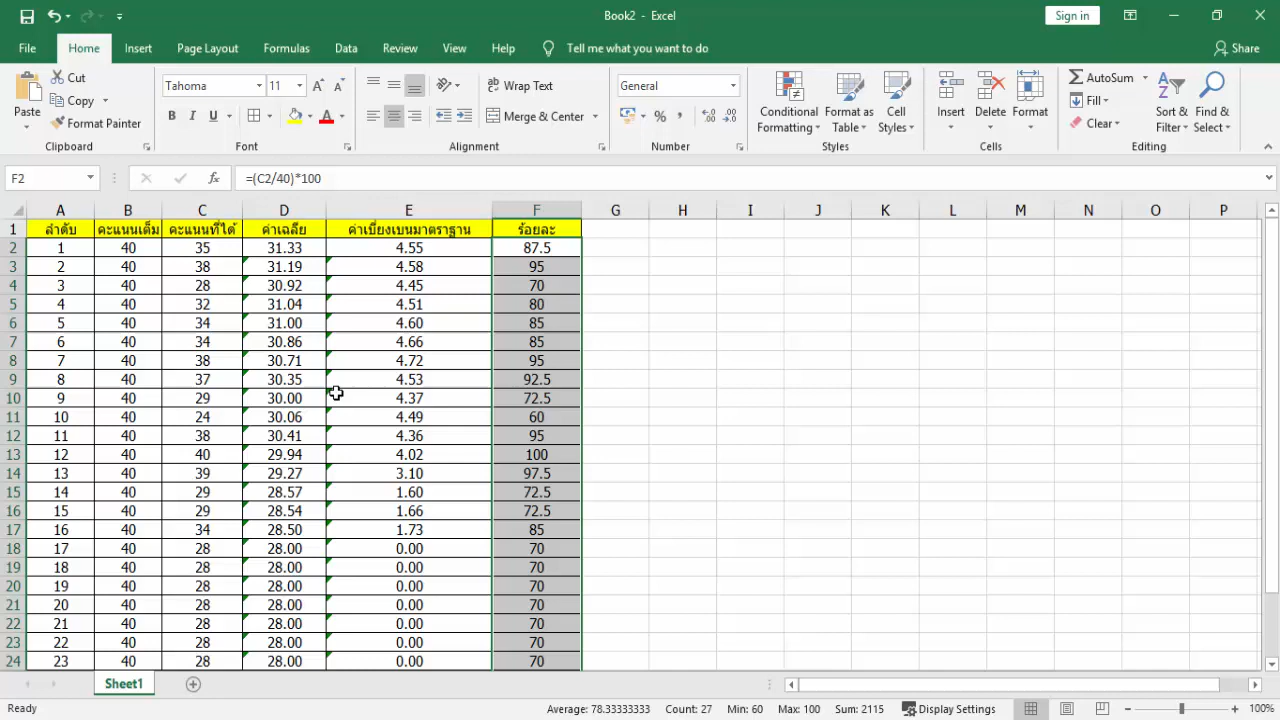 Book2 - Excel
Sign in
File Home Insert Page Layout Formulas Data Review View Help Tell me what you want to do Share
Paste
Cut
Copy
Format Painter
Clipboard
Tahoma 11
B I U
Font
Wrap Text
Merge & Center
Alignment
General
Number
Conditional Formatting
Format as Table
Cell Styles
Styles
Insert
Delete
Format
Cells
AutoSum
Fill
Clear
Sort & Filter
Find & Select
Editing
F2 fx =(C2/40)*100
A B C D E F G H I J K L M N O P
1 ลำดับ คะแนนเต็ม คะแนนที่ได้ ค่าเฉลี่ย ค่าเบี่ยงเบนมาตราฐาน ร้อยละ
2 1 40 35 31.33 4.55 87.5
3 2 40 38 31.19 4.58 95
4 3 40 28 30.92 4.45 70
5 4 40 32 31.04 4.51 80
6 5 40 34 31.00 4.60 85
7 6 40 34 30.86 4.66 85
8 7 40 38 30.71 4.72 95
9 8 40 37 30.35 4.53 92.5
10 9 40 29 30.00 4.37 72.5
11 10 40 24 30.06 4.49 60
12 11 40 38 30.41 4.36 95
13 12 40 40 29.94 4.02 100
14 13 40 39 29.27 3.10 97.5
15 14 40 29 28.57 1.60 72.5
16 15 40 29 28.54 1.66 72.5
17 16 40 34 28.50 1.73 85
18 17 40 28 28.00 0.00 70
19 18 40 28 28.00 0.00 70
20 19 40 28 28.00 0.00 70
21 20 40 28 28.00 0.00 70
22 21 40 28 28.00 0.00 70
23 22 40 28 28.00 0.00 70
24 23 40 28 28.00 0.00 70
Sheet1
Ready Average: 78.33333333 Count: 27 Min: 60 Max: 100 Sum: 2115 Display Settings 100%